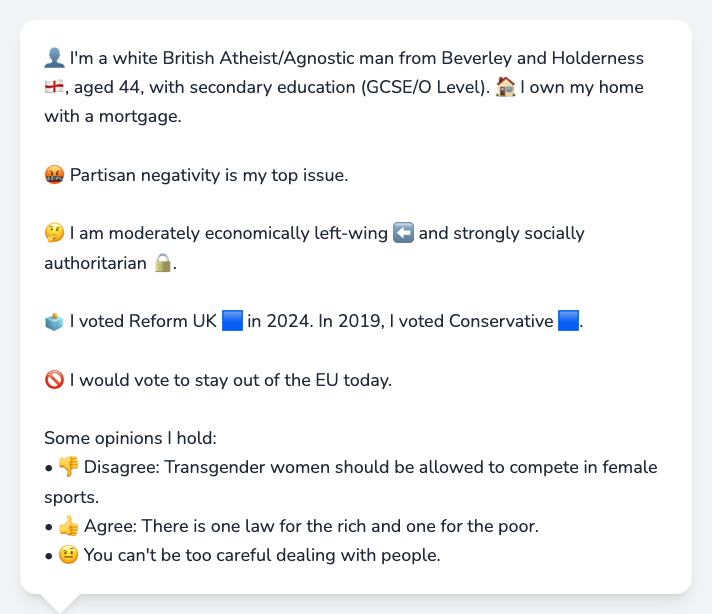 👤 I'm a white British Atheist/Agnostic man from Beverley and Holderness
🏴󠁧󠁢󠁥󠁮󠁧󠁿, aged 44, with secondary education (GCSE/O Level). 🏠 I own my home
with a mortgage.
🤬 Partisan negativity is my top issue.
🤔 I am moderately economically left-wing ⬅️ and strongly socially
authoritarian 🔒.
🗳️ I voted Reform UK 🟦 in 2024. In 2019, I voted Conservative 🟦.
🚫 I would vote to stay out of the EU today.
Some opinions I hold:
• 👎 Disagree: Transgender women should be allowed to compete in female
sports.
• 👍 Agree: There is one law for the rich and one for the poor.
• 🤨 You can't be too careful dealing with people.